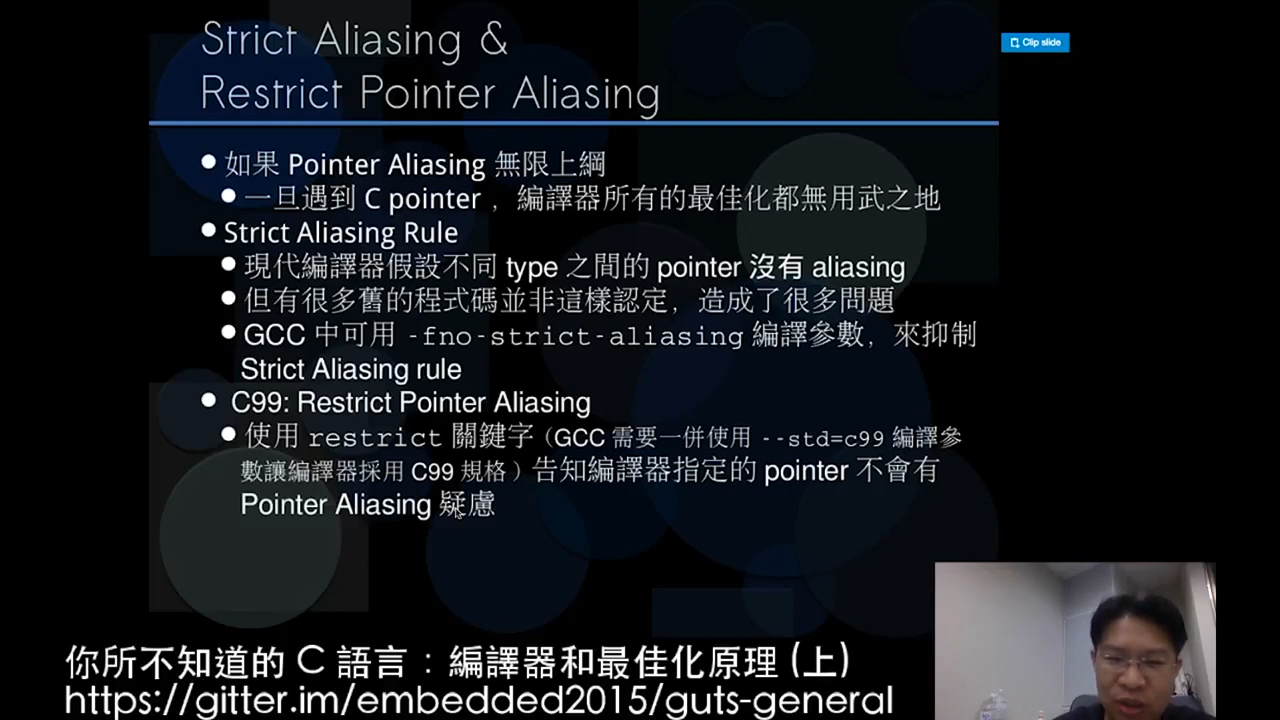 Strict Aliasing &
Restrict Pointer Aliasing
Clip slide
如果 Pointer Aliasing 無限上綱
一旦遇到 C pointer ，編譯器所有的最佳化都無用武之地
Strict Aliasing Rule
現代編譯器假設不同 type 之間的 pointer 沒有 aliasing
但有很多舊的程式碼並非這樣認定，造成了很多問題
GCC 中可用 -fno-strict-aliasing 編譯參數，來抑制
Strict Aliasing rule
C99: Restrict Pointer Aliasing
使用 restrict 關鍵字（GCC 需要一併使用 --std=c99 編譯參
數讓編譯器採用 C99 規格）告知編譯器指定的 pointer 不會有
Pointer Aliasing 疑慮
你所不知道的 C 語言：編譯器和最佳化原理 (上)
https://gitter.im/embedded2015/guts-general